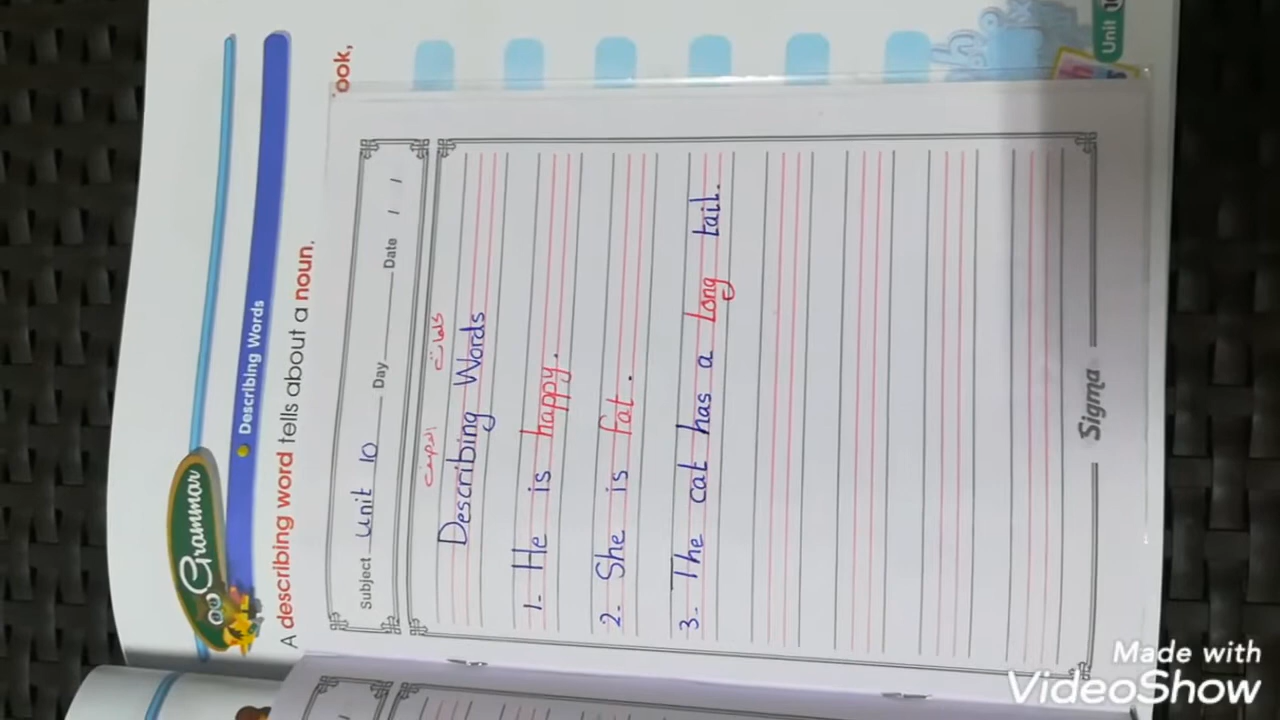 Grammar
Describing Words
A describing word tells about a noun.
ook,
Subject Unit 10 Day Date / /
كلمات الوصف
Describing Words
1- He is happy.
2- She is fat.
3- The cat has a long tail.
Sigma
Unit 10
Made with
VideoShow